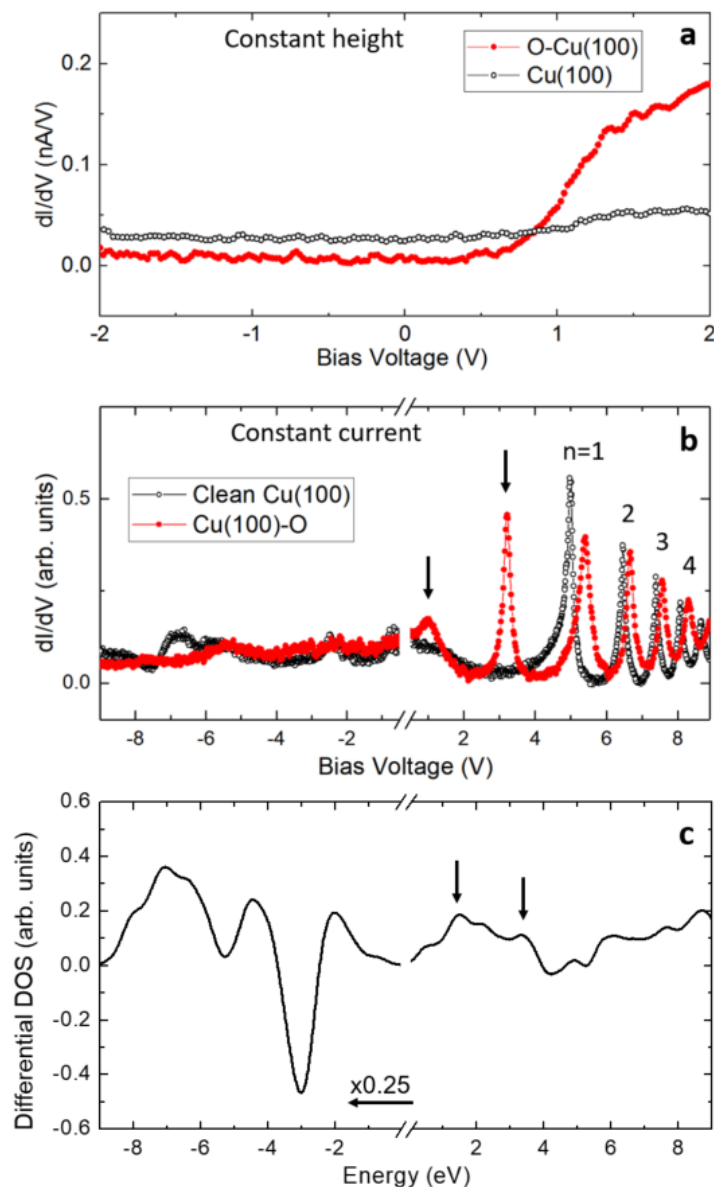 Constant height
a
O-Cu(100)
Cu(100)
dI/dV (nA/V)
0.2
0.1
0.0
-2 -1 0 1 2
Bias Voltage (V)
Constant current
b
n=1
2
3
4
Clean Cu(100)
Cu(100)-O
dI/dV (arb. units)
0.5
0.0
-8 -6 -4 -2 2 4 6 8
Bias Voltage (V)
c
Differential DOS (arb. units)
0.6
0.4
0.2
0.0
-0.2
-0.4
-0.6
x0.25
-8 -6 -4 -2 2 4 6 8
Energy (eV)